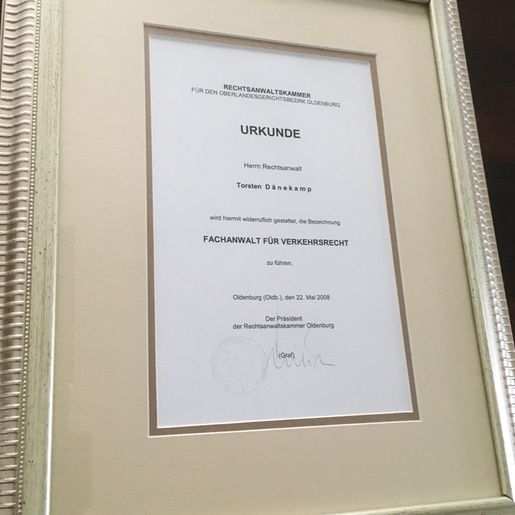 RECHTSANWALTSKAMMER
FÜR DEN OBERLANDESGERICHTSBEZIRK OLDENBURG
URKUNDE
Herrn Rechtsanwalt
Torsten Dänekamp
wird hiermit widerruflich gestattet, die Bezeichnung
FACHANWALT FÜR VERKEHRSRECHT
zu führen.
Oldenburg (Oldb.), den 22. Mai 2008
Der Präsident
der Rechtsanwaltskammer Oldenburg
(Graf)